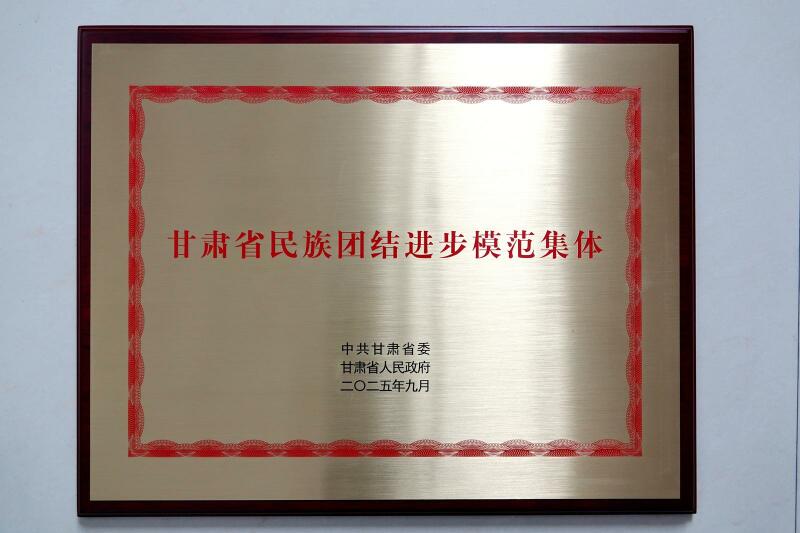 甘肃省民族团结进步模范集体
中共甘肃省委
甘肃省人民政府
二〇二五年九月